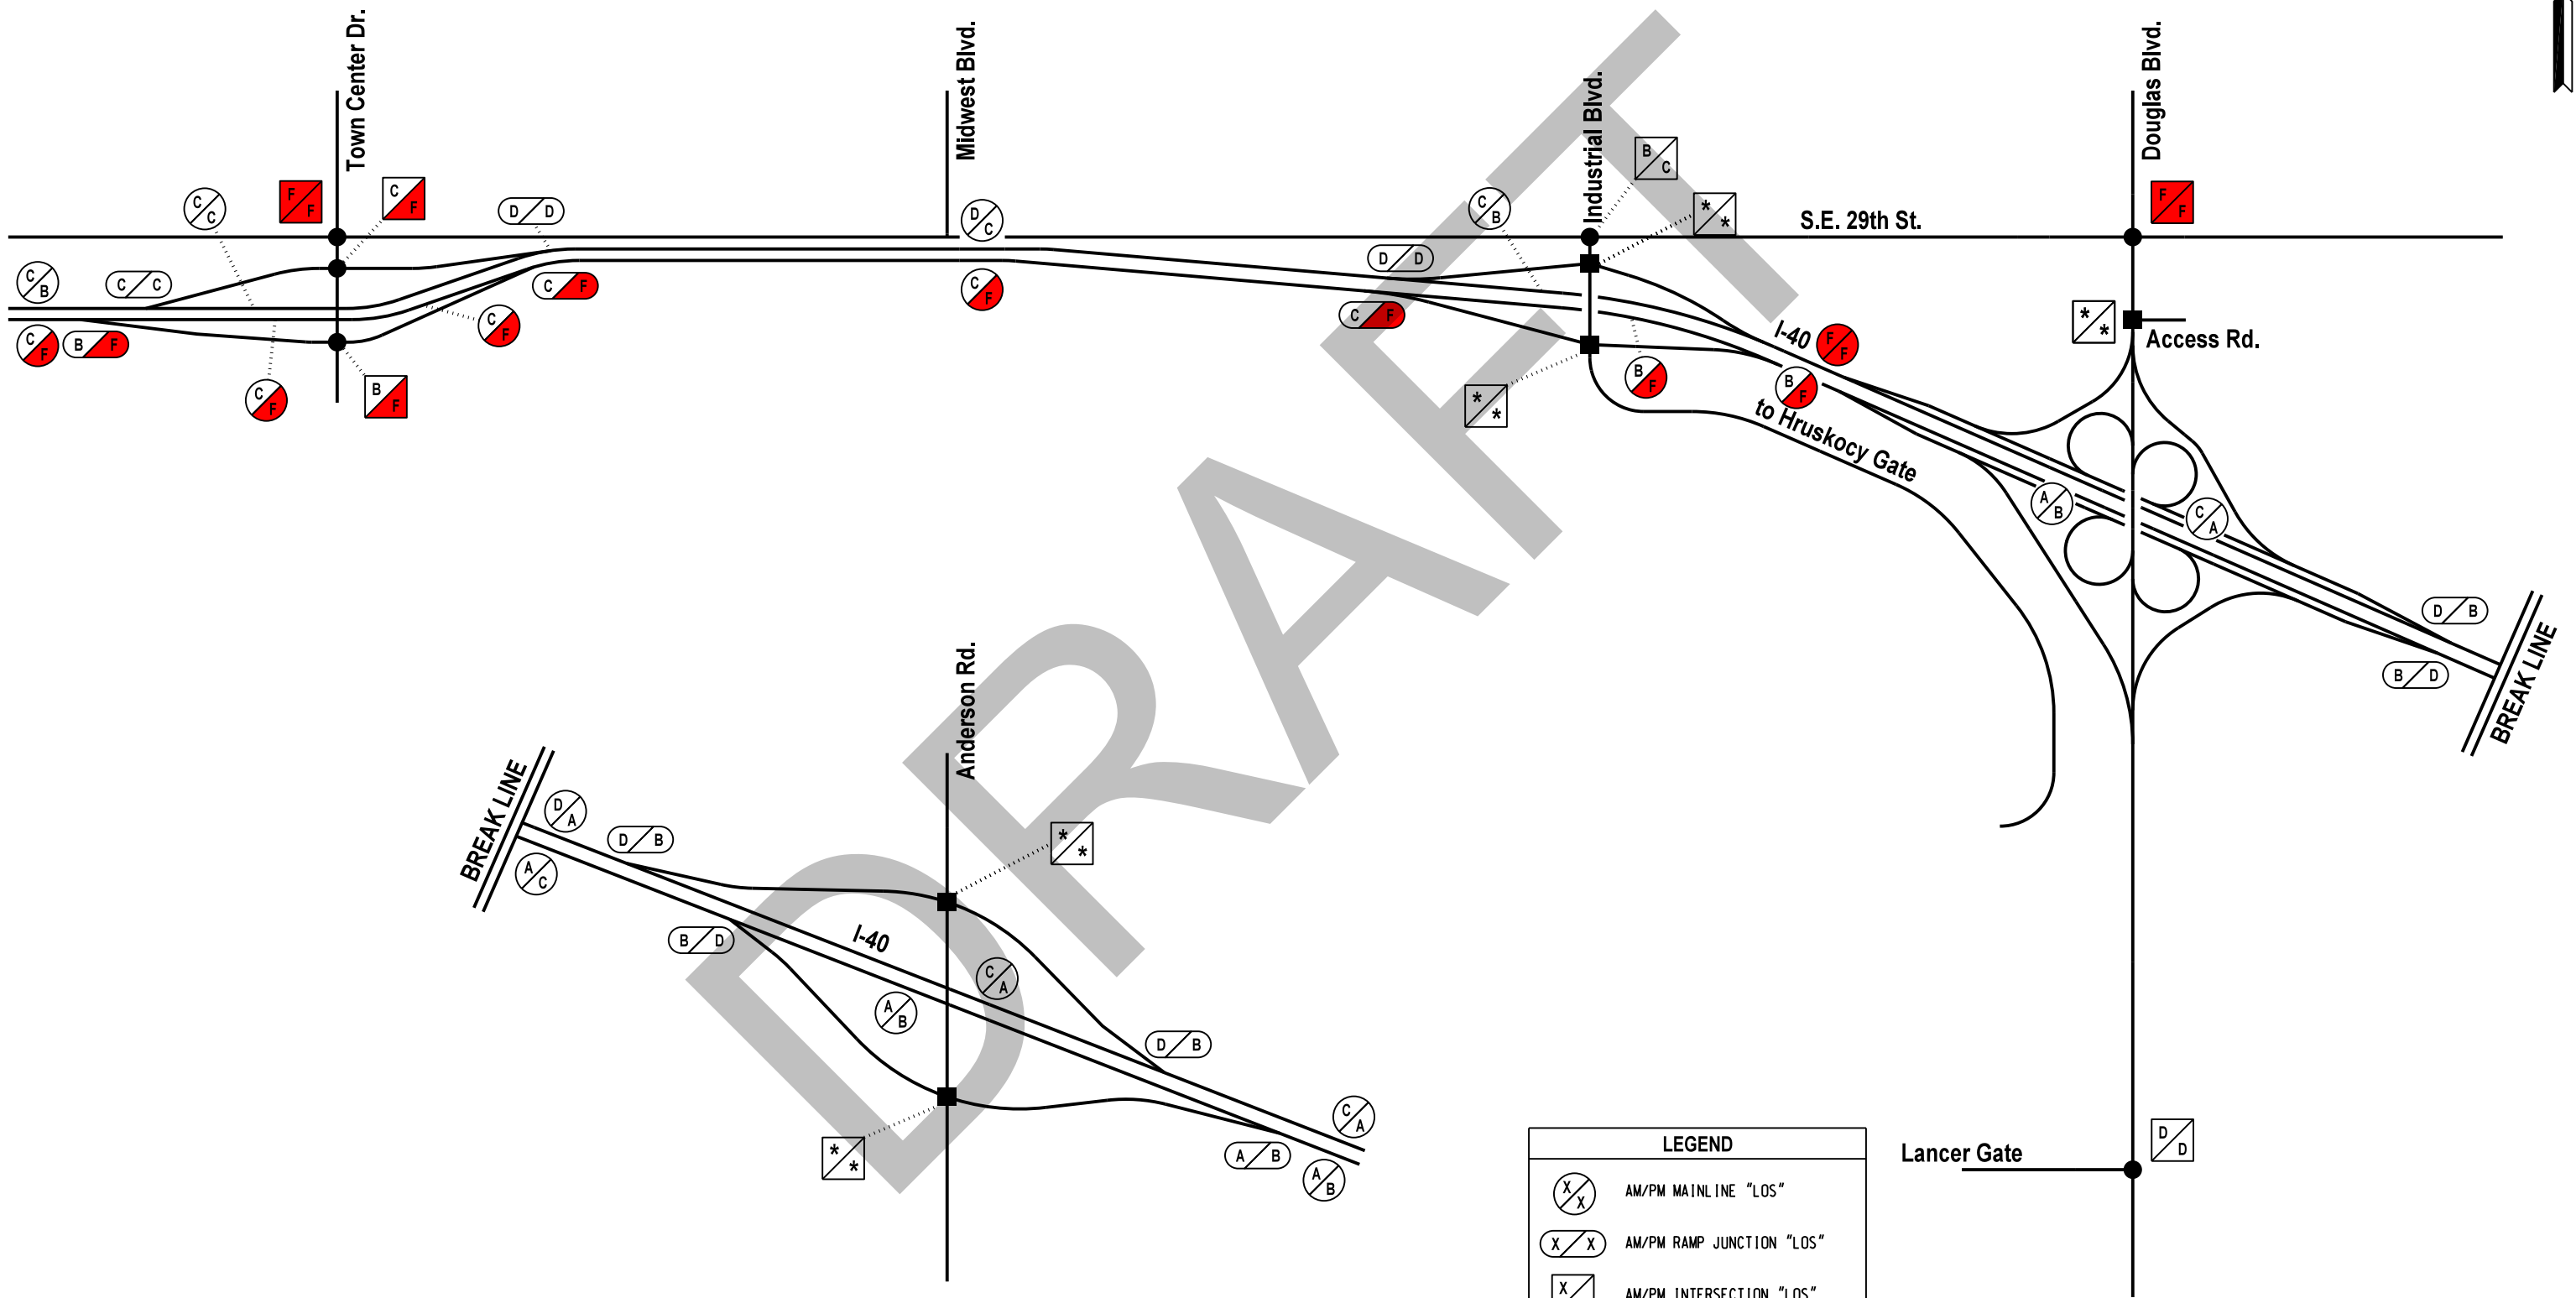 Town Center Dr.
Midwest Blvd.
Industrial Blvd.
Douglas Blvd.
B
C
F
F
C
F
F
F
*
*
C
C
D D
D
C
C
B
S.E. 29th St.
C
B
C C
C F
C
F
D D
C F
*
*
Access Rd.
I-40
F
F
C
F
B F
C
F
B
F
C
F
B
F
B
F
*
*
to Hruskocy Gate
A
B
C
A
D B
B D
BREAK LINE
Anderson Rd.
BREAK LINE
D
A
D B
A
C
*
*
B D
I-40
C
A
A
B
D B
C
A
A B
A
B
*
*
DRAFT
Lancer Gate
D
D
LEGEND
X
X
AM/PM MAINLINE "LOS"
X X
AM/PM RAMP JUNCTION "LOS"
X
AM/PM INTERSECTION "LOS"